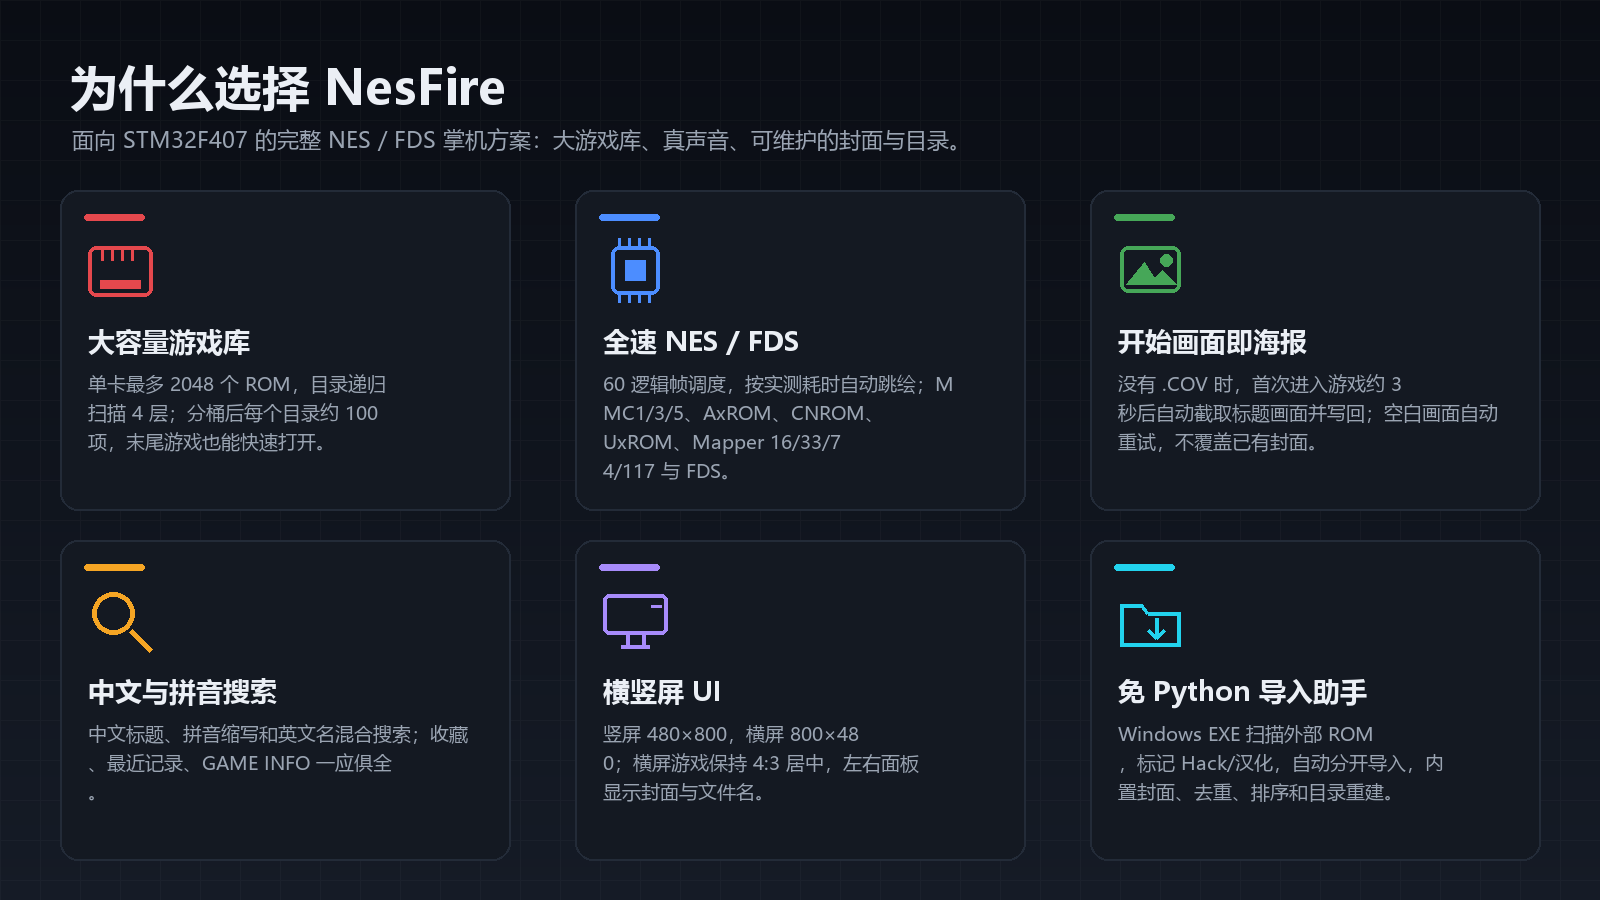 为什么选择 NesFire
面向 STM32F407 的完整 NES / FDS 掌机方案：大游戏库、真声音、可维护的封面与目录。
大容量游戏库
单卡最多 2048 个 ROM，目录递归
扫描 4 层；分桶后每个目录约 100
项，末尾游戏也能快速打开。
全速 NES / FDS
60 逻辑帧调度，按实测耗时自动跳绘；M
MC1/3/5、AxROM、CNROM、
UxROM、Mapper 16/33/7
4/117 与 FDS。
开始画面即海报
没有 .COV 时，首次进入游戏约 3
秒后自动截取标题画面并写回；空白画面自动
重试，不覆盖已有封面。
中文与拼音搜索
中文标题、拼音缩写和英文名混合搜索；收藏
、最近记录、GAME INFO 一应俱全
。
横竖屏 UI
竖屏 480×800，横屏 800×48
0；横屏游戏保持 4:3 居中，左右面板
显示封面与文件名。
免 Python 导入助手
Windows EXE 扫描外部 ROM
，标记 Hack/汉化，自动分开导入，内
置封面、去重、排序和目录重建。